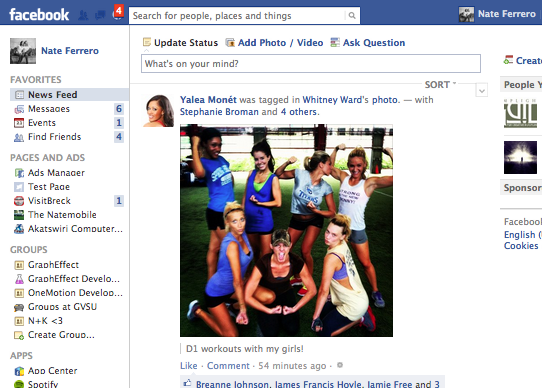 facebook
4
Search for people, places and things
Nate Ferrero
Nate Ferrero
FAVORITES
News Feed
Messages 6
Events 1
Find Friends 4
PAGES AND ADS
Ads Manager
Test Page
VisitBreck 1
The Natemobile
Akatswiri Computer...
GROUPS
GraphEffect
GraphEffect Develo...
OneMotion Develop...
Groups at GVSU
N+K <3
Create Group...
APPS
App Center
Spotify
Update Status Add Photo / Video Ask Question
What's on your mind?
SORT
Yalea Monét was tagged in Whitney Ward's photo. — with
Stephanie Broman and 4 others.
D1 workouts with my girls!
Like · Comment · 54 minutes ago ·
Breanne Johnson, James Francis Hoyle, Jamie Free and 3
Create
People Y
Sponsor
Facebook
English (
Cookies